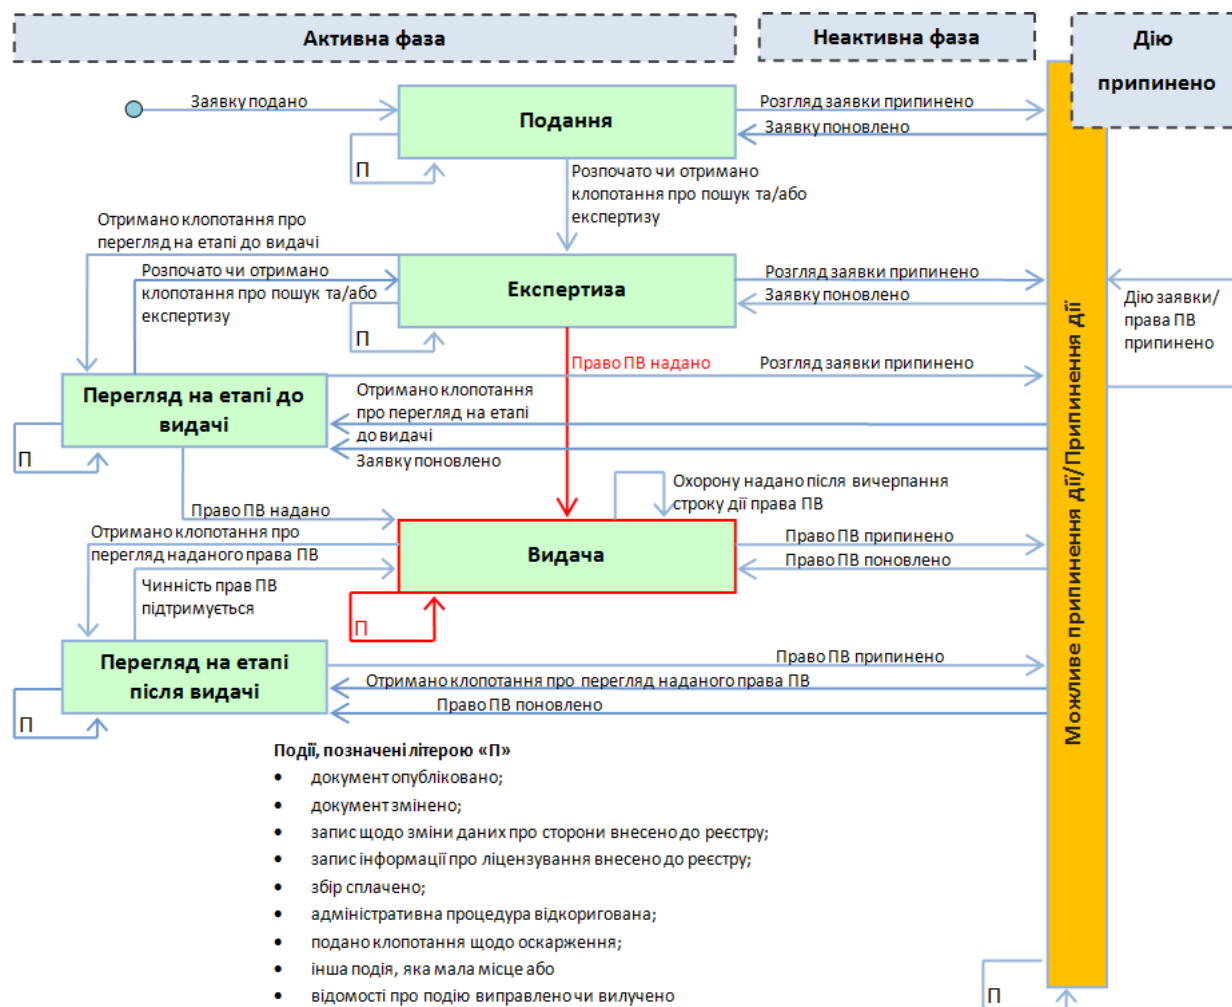 Активна фаза
Неактивна фаза
Дію
припинено
Заявку подано
Подання
Розгляд заявки припинено
Заявку поновлено
П
Розпочато чи отримано
клопотання про пошук та/або
експертизу
Отримано клопотання про
перегляд на етапі до видачі
Розпочато чи отримано
клопотання про пошук та/або
експертизу
Експертиза
Розгляд заявки припинено
Заявку поновлено
П
Дію заявки/
права ПВ
припинено
Право ПВ надано
Розгляд заявки припинено
Перегляд на етапі до
видачі
Отримано клопотання
про перегляд на етапі
до видачі
Заявку поновлено
П
Охорону надано після вичерпання
строку дії права ПВ
Право ПВ надано
Отримано клопотання про
перегляд наданого права ПВ
Видача
Право ПВ припинено
Право ПВ поновлено
Чинність прав ПВ
підтримується
П
Перегляд на етапі
після видачі
Право ПВ припинено
Отримано клопотання про перегляд наданого права ПВ
Право ПВ поновлено
П
Можливе припинення дії/Припинення дії
Події, позначені літерою «П»
• документ опубліковано;
• документ змінено;
• запис щодо зміни даних про сторони внесено до реєстру;
• запис інформації про ліцензування внесено до реєстру;
• збір сплачено;
• адміністративна процедура відкоригована;
• подано клопотання щодо оскарження;
• інша подія, яка мала місце або
• відомості про подію виправлено чи вилучено
П